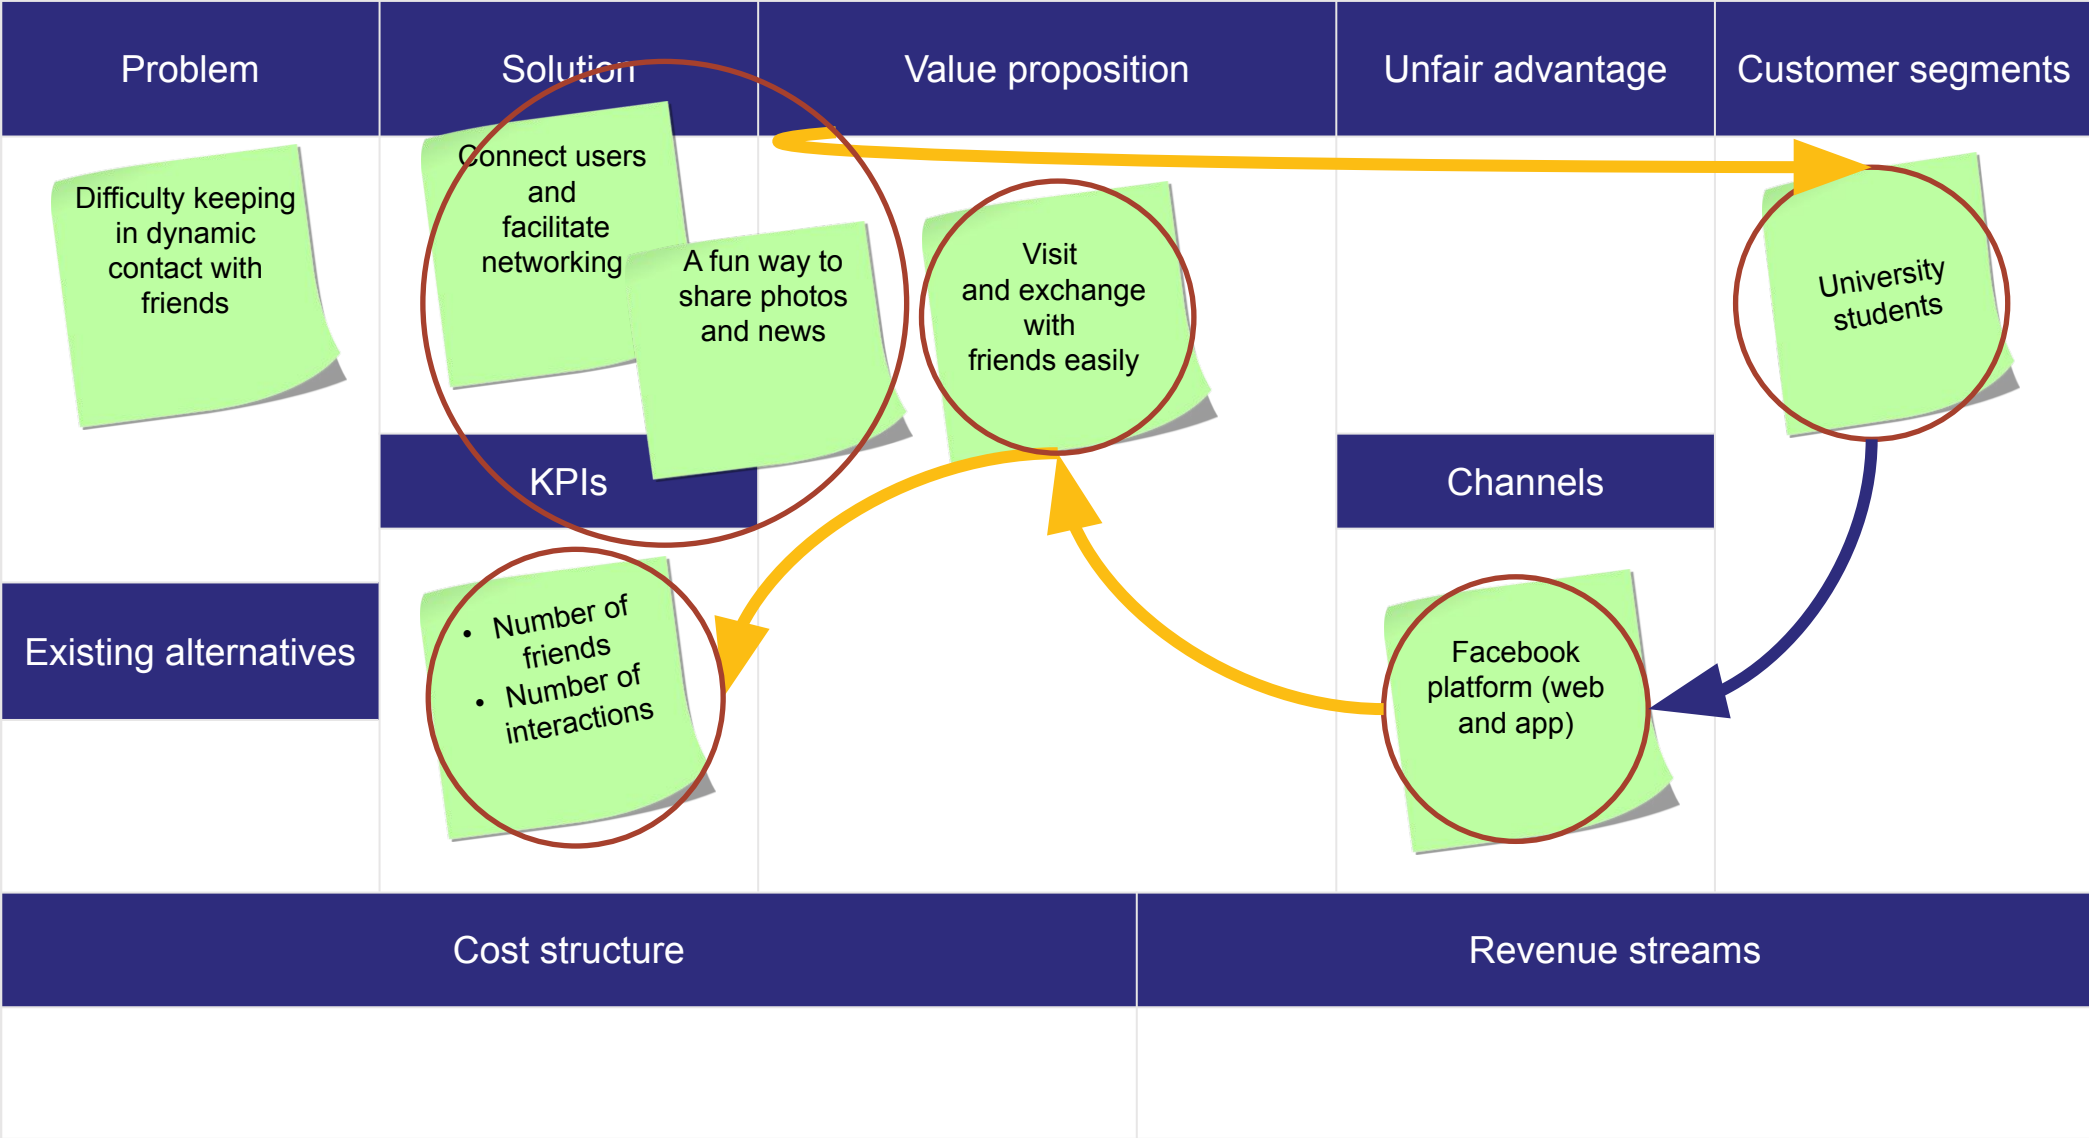 Problem
Solution
Value proposition
Unfair advantage
Customer segments
Difficulty keeping
in dynamic
contact with
friends
Connect users
and
facilitate
networking
A fun way to
share photos
and news
Visit
and exchange
with
friends easily
University
students
KPIs
Channels
Existing alternatives
• Number of
friends
• Number of
interactions
Facebook
platform (web
and app)
Cost structure
Revenue streams